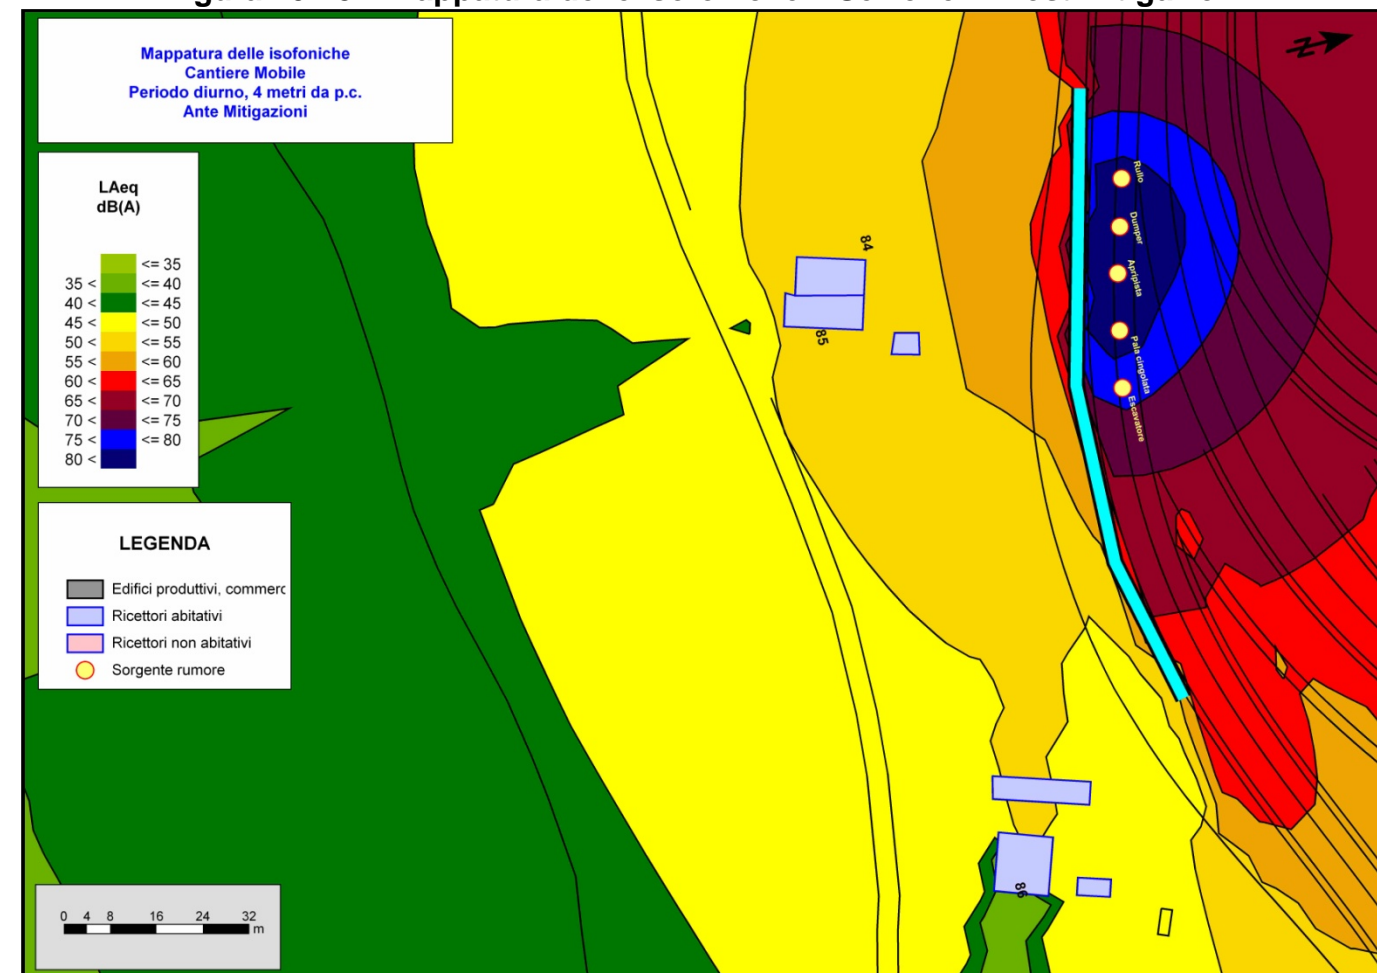 Mappatura delle isofoniche
Cantiere Mobile
Periodo diurno, 4 metri da p.c.
Ante Mitigazioni
LAeq
dB(A)
<= 35
35 < <= 40
40 < <= 45
45 < <= 50
50 < <= 55
55 < <= 60
60 < <= 65
65 < <= 70
70 < <= 75
75 < <= 80
80 <
LEGENDA
Edifici produttivi, commerc
Ricettori abitativi
Ricettori non abitativi
Sorgente rumore
0 4 8 16 24 32
m
N
Rullo
Dumper
Apripista
Pala cingolata
Escavatore
84
85
86